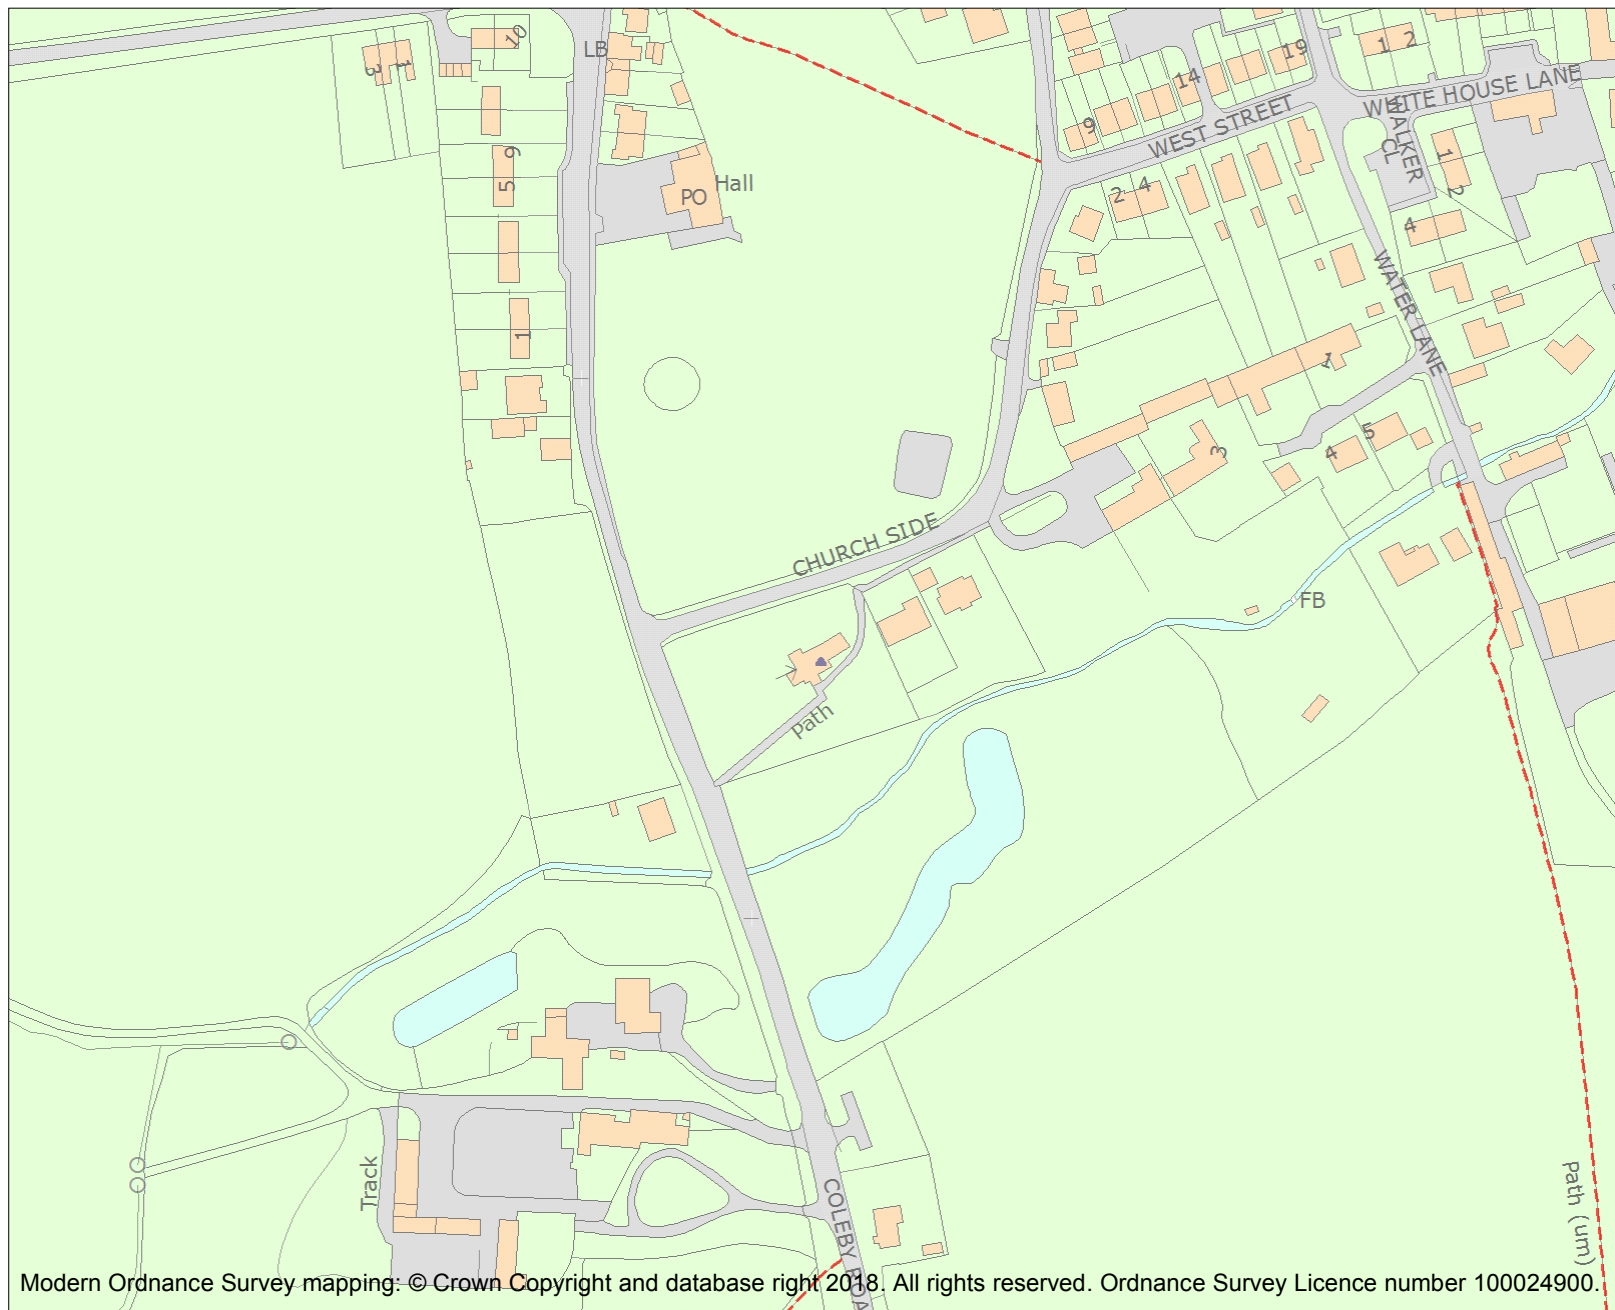 10
LB
3
1
9
5
1
PO
Hall
14
19
1 2
9
WEST STREET
WHITE HOUSE LANE
WALKER
CL
1
2
2 4
4
WATER LANE
1
3
4
5
CHURCH SIDE
FB
Path
Track
COLEBY ROA
Path (um)
Modern Ordnance Survey mapping: © Crown Copyright and database right 2018. All rights reserved. Ordnance Survey Licence number 100024900.